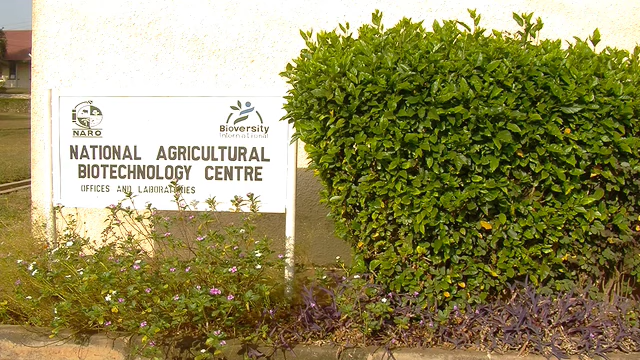 NARO
Bioversity
International
NATIONAL AGRICULTURAL
BIOTECHNOLOGY CENTRE
OFFICES AND LABORATORIES